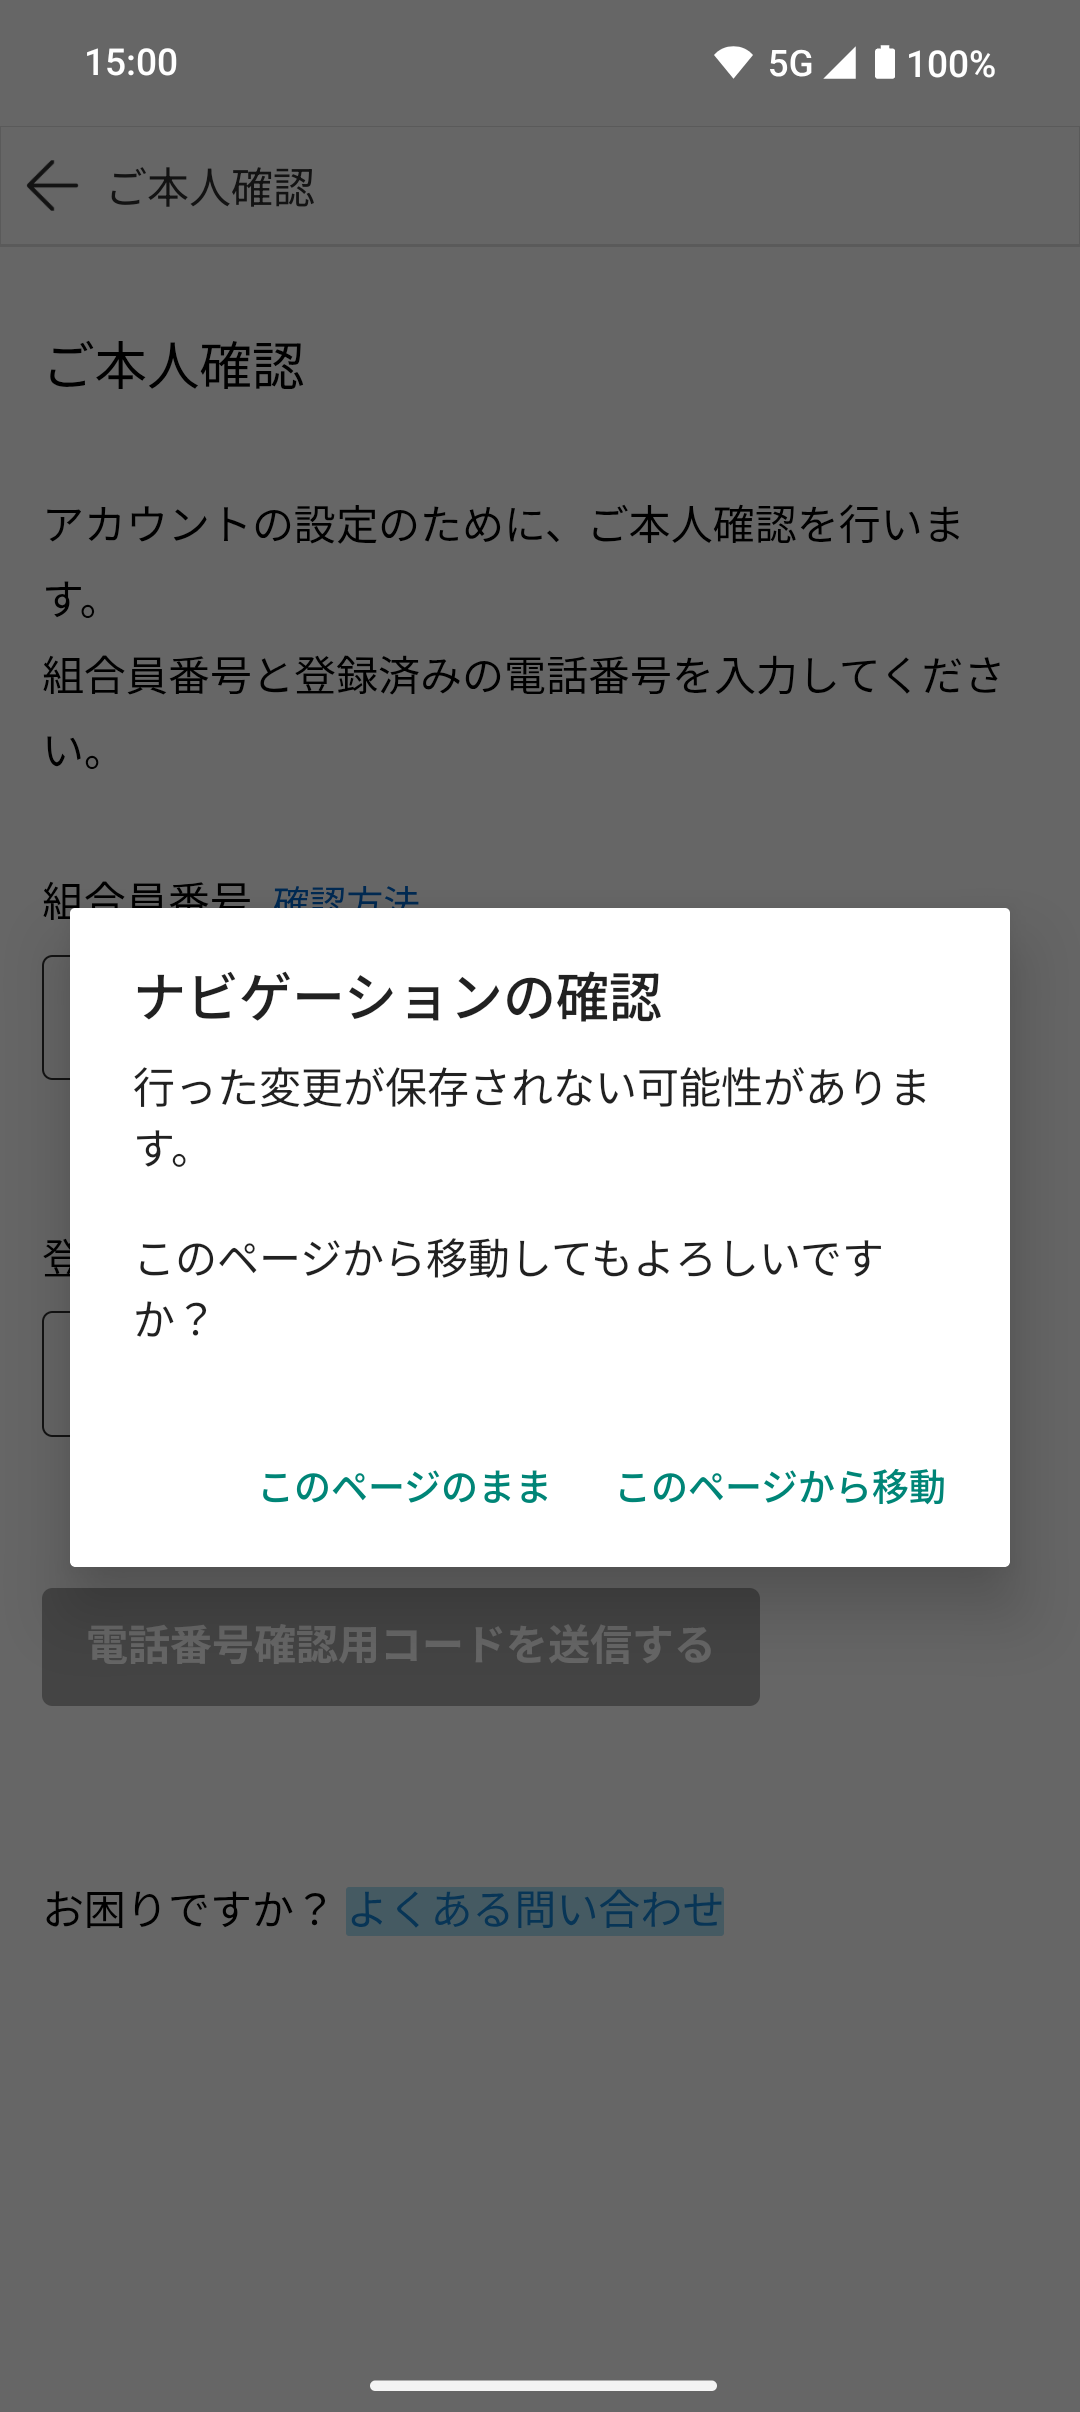 15:00
5G 100%
ご本人確認
ご本人確認
アカウントの設定のために、ご本人確認を行いま
す。
組合員番号と登録済みの電話番号を入力してくださ
い。
組合員番号 確認方法
ナビゲーションの確認
行った変更が保存されない可能性がありま
す。
このページから移動してもよろしいです
か？
登
このページのまま このページから移動
電話番号確認用コードを送信する
お困りですか？ よくある問い合わせ